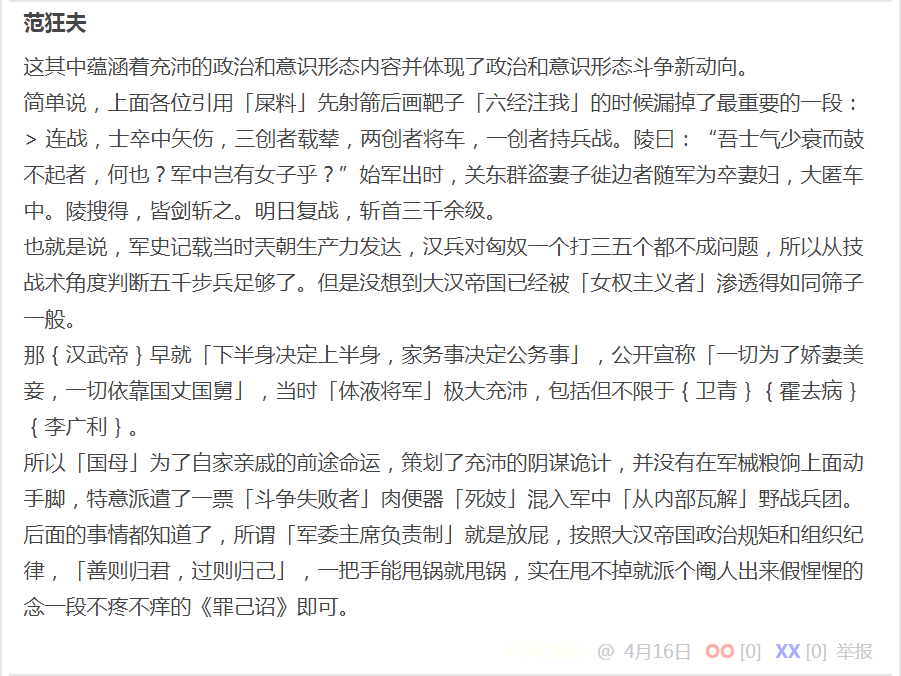 范狂夫
这其中蕴涵着充沛的政治和意识形态内容并体现了政治和意识形态斗争新动向。
简单说，上面各位引用「屎料」先射箭后画靶子「六经注我」的时候漏掉了最重要的一段：
> 连战，士卒中矢伤，三创者载辇，两创者将车，一创者持兵战。陵曰：“吾士气少衰而鼓
不起者，何也？军中岂有女子乎？”始军出时，关东群盗妻子徙边者随军为卒妻妇，大匿车
中。陵搜得，皆剑斩之。明日复战，斩首三千余级。
也就是说，军史记载当时兲朝生产力发达，汉兵对匈奴一个打三五个都不成问题，所以从技
战术角度判断五千步兵足够了。但是没想到大汉帝国已经被「女权主义者」渗透得如同筛子
一般。
那｛汉武帝｝早就「下半身决定上半身，家务事决定公务事」，公开宣称「一切为了娇妻美
妾，一切依靠国丈国舅」，当时「体液将军」极大充沛，包括但不限于｛卫青｝｛霍去病｝
｛李广利｝。
所以「国母」为了自家亲戚的前途命运，策划了充沛的阴谋诡计，并没有在军械粮饷上面动
手脚，特意派遣了一票「斗争失败者」肉便器「死妓」混入军中「从内部瓦解」野战兵团。
后面的事情都知道了，所谓「军委主席负责制」就是放屁，按照大汉帝国政治规矩和组织纪
律，「善则归君，过则归己」，一把手能甩锅就甩锅，实在甩不掉就派个阉人出来假惺惺的
念一段不疼不痒的《罪己诏》即可。
@ 4月16日 OO [0] XX [0] 举报